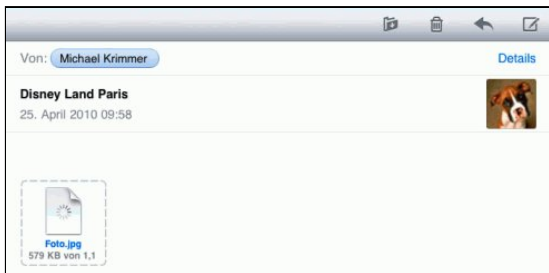 Von: Michael Krimmer Details
Disney Land Paris
25. April 2010 09:58
Foto.jpg
579 KB von 1,1